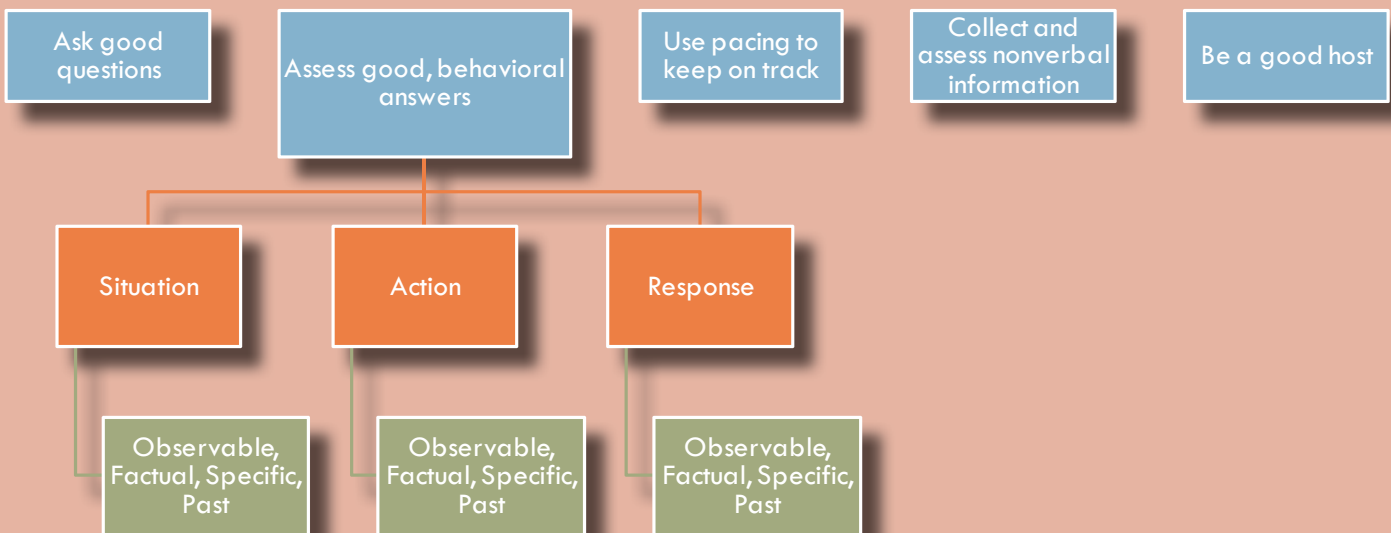 Ask good
questions
Assess good, behavioral
answers
Use pacing to
keep on track
Collect and
assess nonverbal
information
Be a good host
Situation
Action
Response
Observable,
Factual, Specific,
Past
Observable,
Factual, Specific,
Past
Observable,
Factual, Specific,
Past